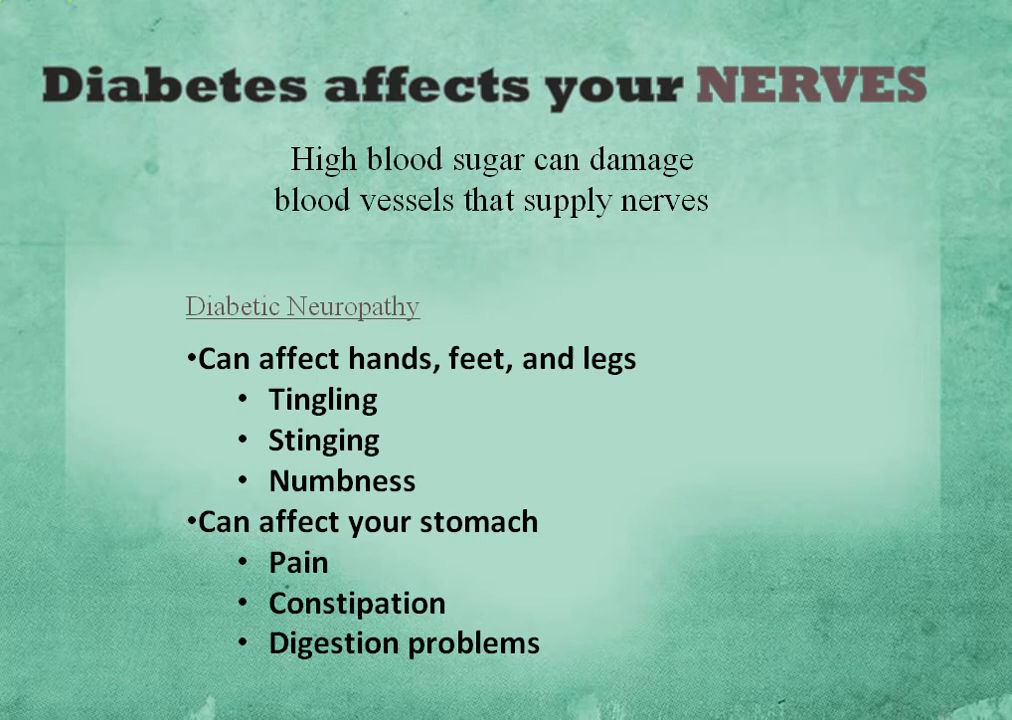 Diabetes affects your NERVES
High blood sugar can damage
blood vessels that supply nerves
Diabetic Neuropathy
•Can affect hands, feet, and legs
• Tingling
• Stinging
• Numbness
•Can affect your stomach
• Pain
• Constipation
• Digestion problems